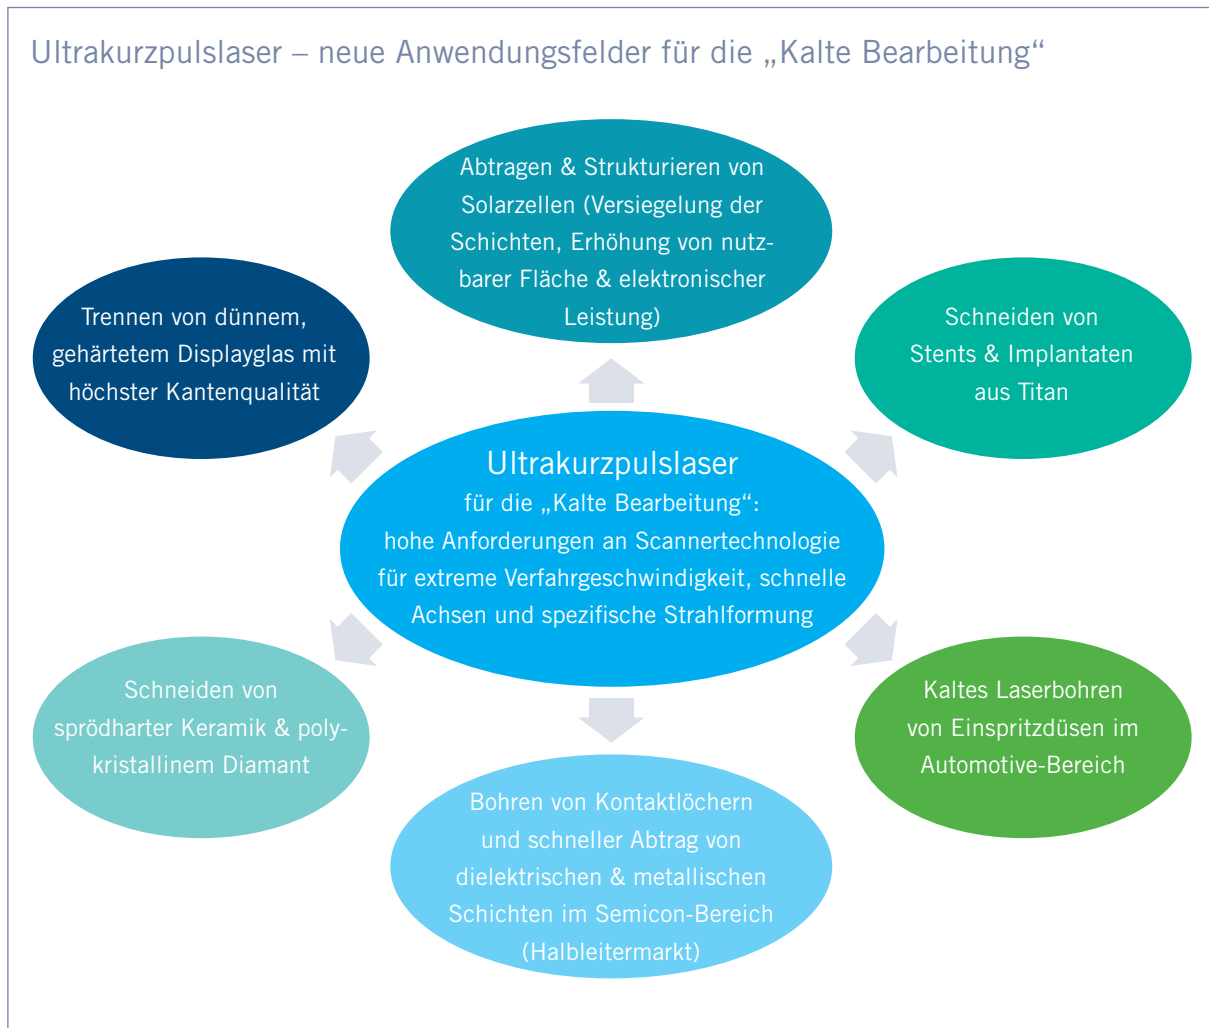 Ultrakurzpulslaser – neue Anwendungsfelder für die „Kalte Bearbeitung“
Abtragen & Strukturieren von
Solarzellen (Versiegelung der
Schichten, Erhöhung von nutz-
barer Fläche & elektronischer
Leistung)
Trennen von dünnem,
gehärtetem Displayglas mit
höchster Kantenqualität
Schneiden von
Stents & Implantaten
aus Titan
Ultrakurzpulslaser
für die „Kalte Bearbeitung“:
hohe Anforderungen an Scannertechnologie
für extreme Verfahrgeschwindigkeit, schnelle
Achsen und spezifische Strahlformung
Schneiden von
sprödharter Keramik & poly-
kristallinem Diamant
Kaltes Laserbohren
von Einspritzdüsen im
Automotive-Bereich
Bohren von Kontaktlöchern
und schneller Abtrag von
dielektrischen & metallischen
Schichten im Semicon-Bereich
(Halbleitermarkt)